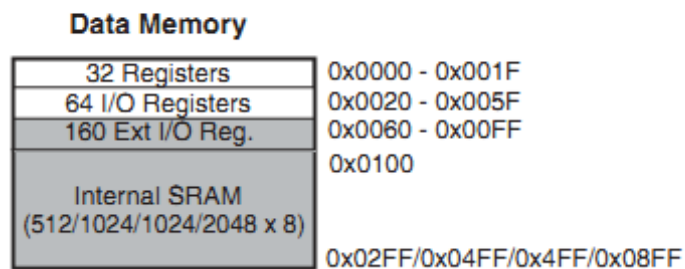 Data Memory
32 Registers 0x0000 - 0x001F
64 I/O Registers 0x0020 - 0x005F
160 Ext I/O Reg. 0x0060 - 0x00FF
0x0100
Internal SRAM
(512/1024/1024/2048 x 8)
0x02FF/0x04FF/0x4FF/0x08FF